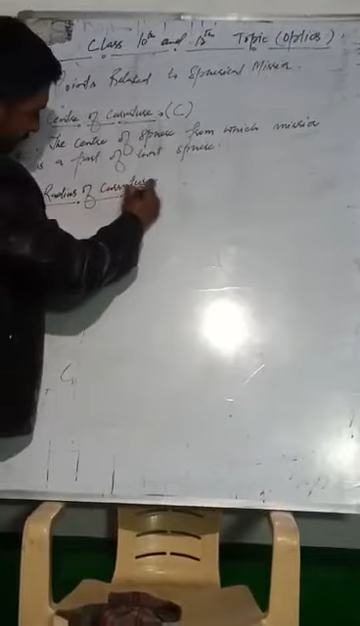 Class 10th and 12th Topic (Optics)
Points Related to Spherical Mirror.
Centre of Curvature :- (C)
The centre of sphere from which mirror
is a part of that sphere.
Radius of Curvature
C